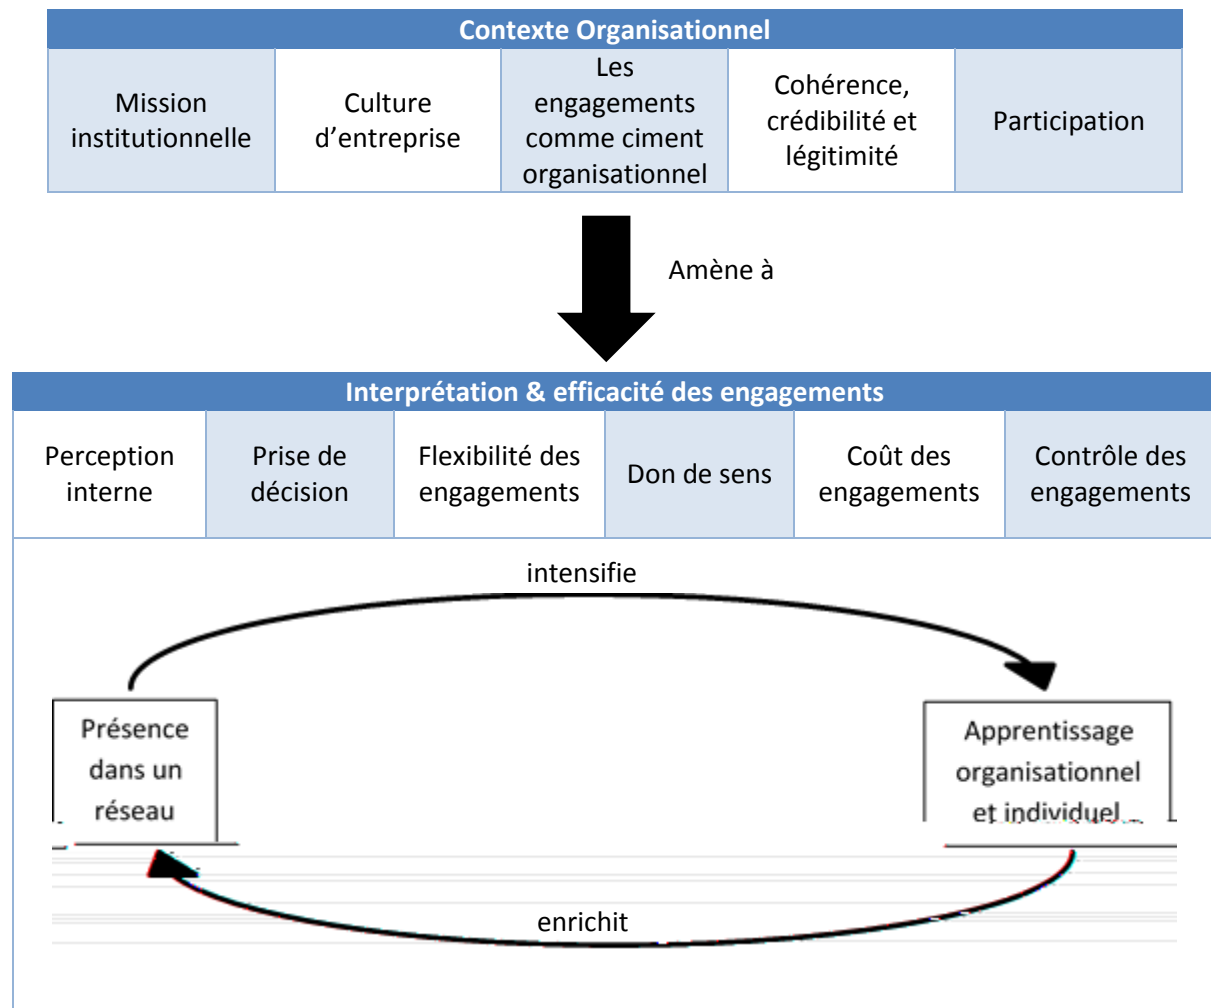 Contexte Organisationnel
Mission
institutionnelle
Culture
d'entreprise
Les
engagements
comme ciment
organisationnel
Cohérence,
crédibilité et
légitimité
Participation
Amène à
Interprétation & efficacité des engagements
Perception
interne
Prise de
décision
Flexibilité des
engagements
Don de sens
Coût des
engagements
Contrôle des
engagements
intensifie
Présence
dans un
réseau
Apprentissage
organisationnel
et individuel
enrichit